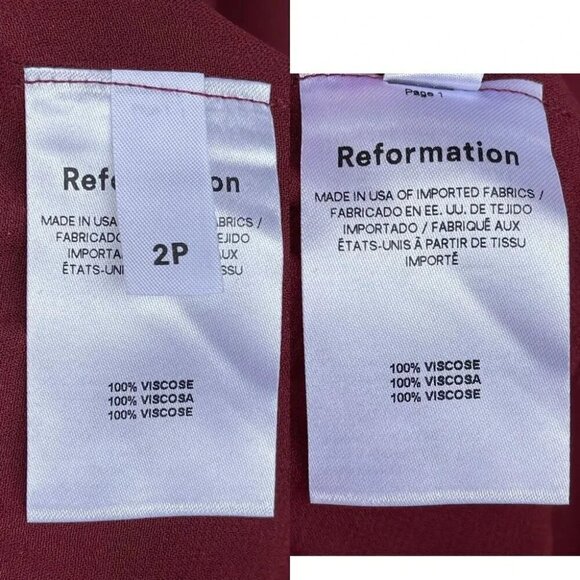 Ref on
MADE IN USA ABRICS /
FABRICADO TEJIDO
IMPORTA AUX
ÉTATS-UNI TISSU
2P
100% VISCOSE
100% VISCOSA
100% VISCOSE
Page 1
Reformation
MADE IN USA OF IMPORTED FABRICS /
FABRICADO EN EE. UU. DE TEJIDO
IMPORTADO / FABRIQUÉ AUX
ÉTATS-UNIS À PARTIR DE TISSU
IMPORTÉ
100% VISCOSE
100% VISCOSA
100% VISCOSE